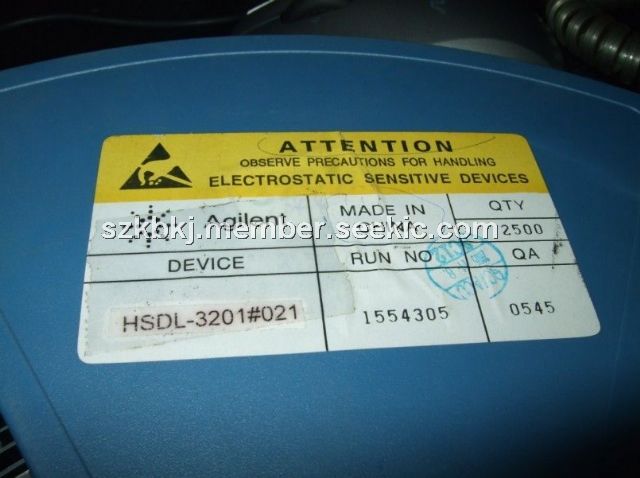 ATTENTION
OBSERVE PRECAUTIONS FOR HANDLING
ELECTROSTATIC SENSITIVE DEVICES
Agilent
MADE IN
QTY
szkbkj.member.seekic.com
2500
DEVICE
RUN NO
QA
HSDL-3201#021
1554305
0545